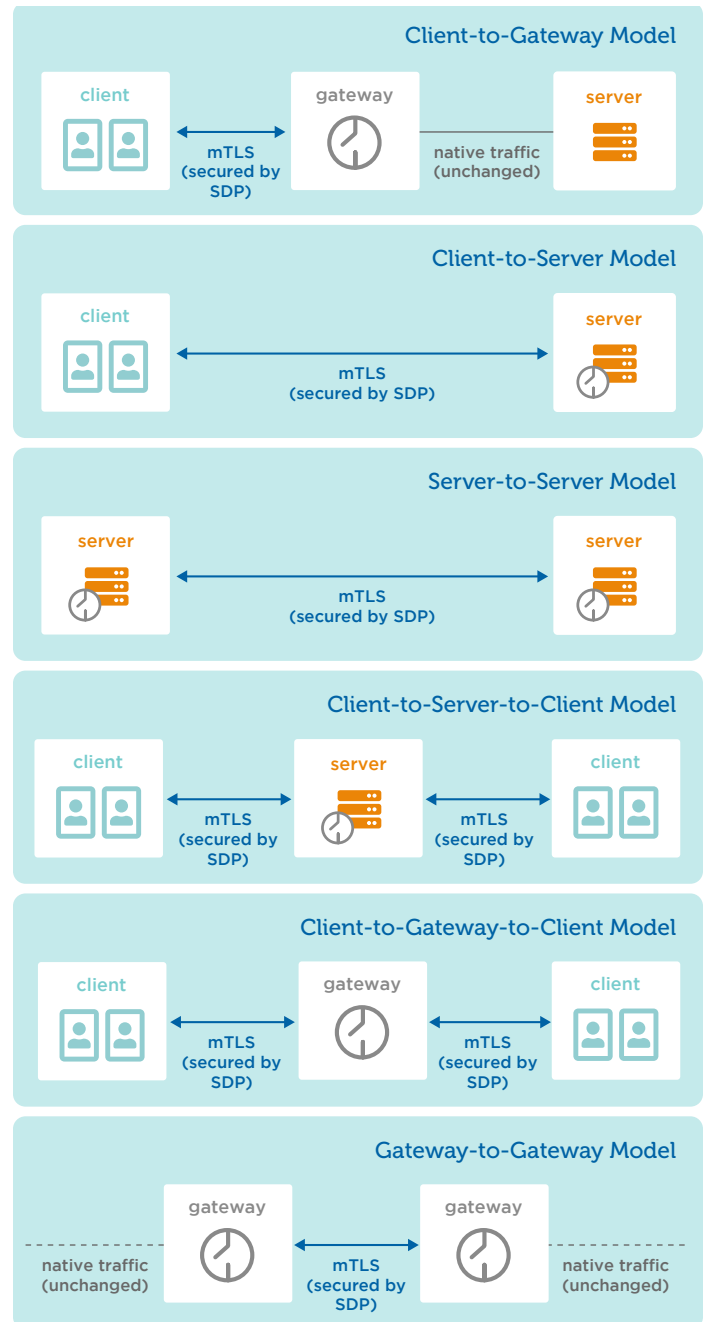 Client-to-Gateway Model
client
gateway
server
mTLS
(secured by
SDP)
native traffic
(unchanged)
Client-to-Server Model
client
server
mTLS
(secured by SDP)
Server-to-Server Model
server
server
mTLS
(secured by SDP)
Client-to-Server-to-Client Model
client
server
client
mTLS
(secured by
SDP)
mTLS
(secured by
SDP)
Client-to-Gateway-to-Client Model
client
gateway
client
mTLS
(secured by
SDP)
mTLS
(secured by
SDP)
Gateway-to-Gateway Model
gateway
gateway
native traffic
(unchanged)
mTLS
(secured by
SDP)
native traffic
(unchanged)